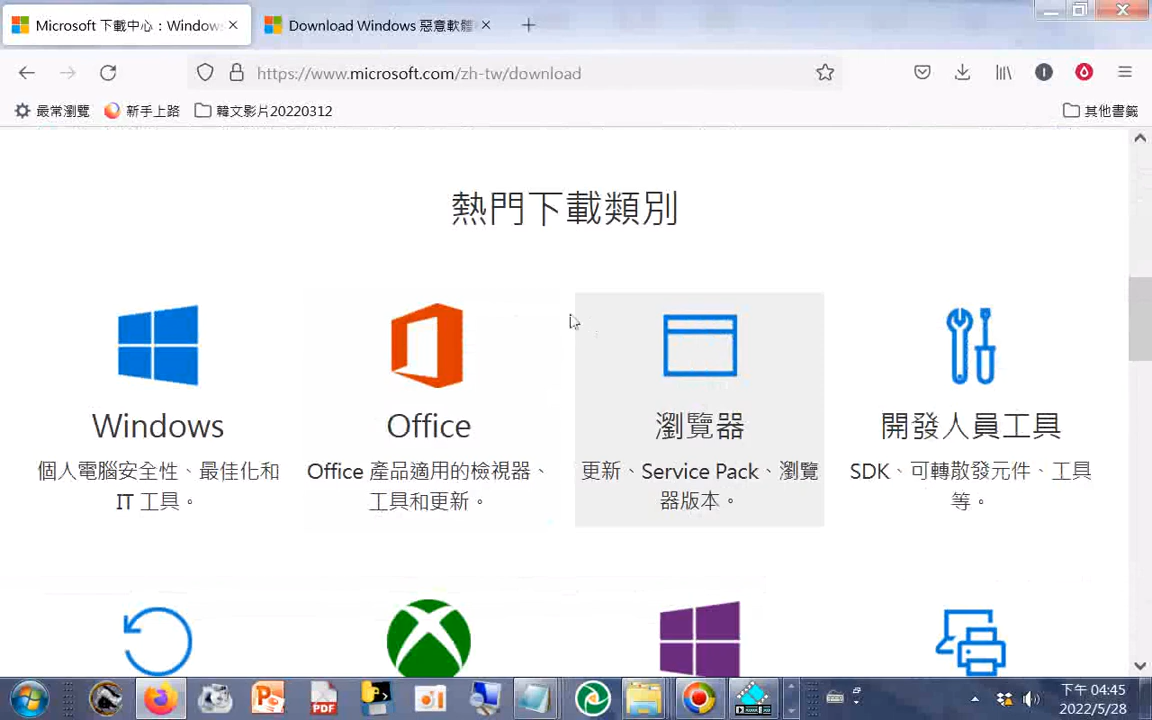 Microsoft 下載中心：Windows
Download Windows 惡意軟體
https://www.microsoft.com/zh-tw/download
最常瀏覽
新手上路
韓文影片20220312
其他書籤
熱門下載類別
Windows
個人電腦安全性、最佳化和
IT 工具。
Office
Office 產品適用的檢視器、
工具和更新。
瀏覽器
更新、Service Pack、瀏覽
器版本。
開發人員工具
SDK、可轉散發元件、工具
等。
下午 04:45
2022/5/28